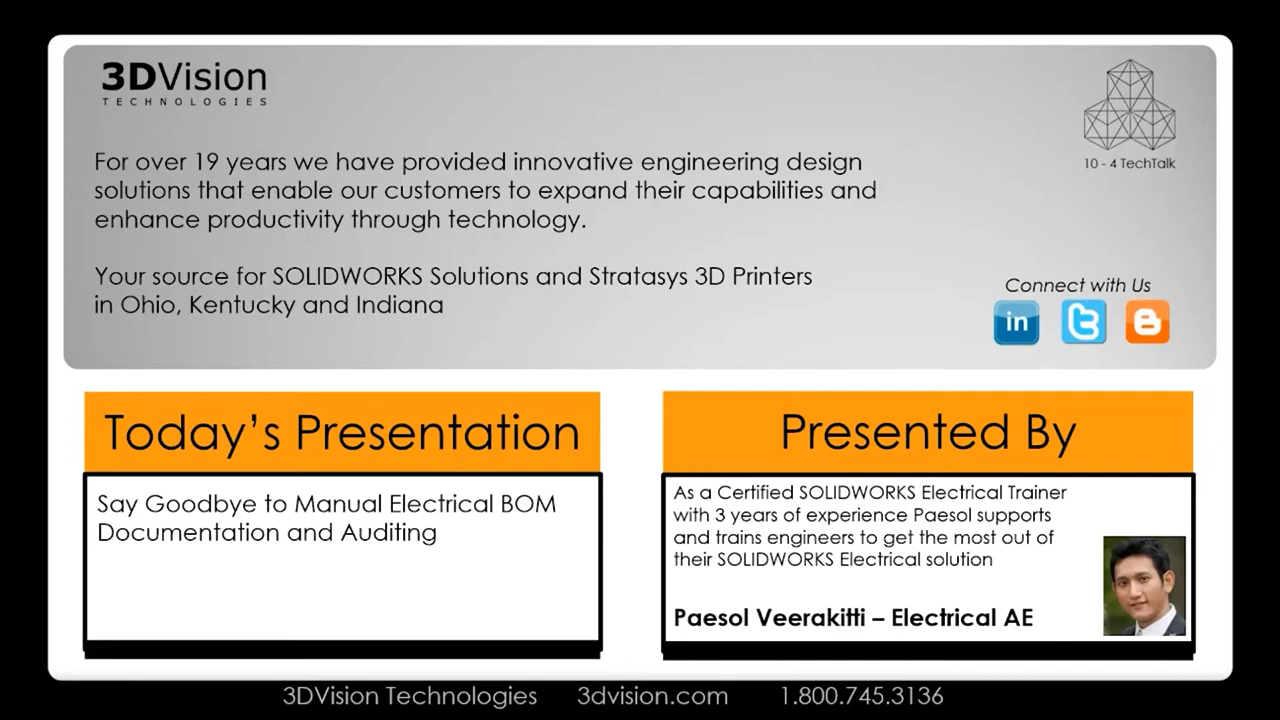 3DVision
TECHNOLOGIES
10 - 4 TechTalk
For over 19 years we have provided innovative engineering design
solutions that enable our customers to expand their capabilities and
enhance productivity through technology.
Your source for SOLIDWORKS Solutions and Stratasys 3D Printers
in Ohio, Kentucky and Indiana
Connect with Us
in
Today's Presentation
Say Goodbye to Manual Electrical BOM
Documentation and Auditing
Presented By
As a Certified SOLIDWORKS Electrical Trainer
with 3 years of experience Paesol supports
and trains engineers to get the most out of
their SOLIDWORKS Electrical solution
Paesol Veerakitti – Electrical AE
3DVision Technologies 3dvision.com 1.800.745.3136